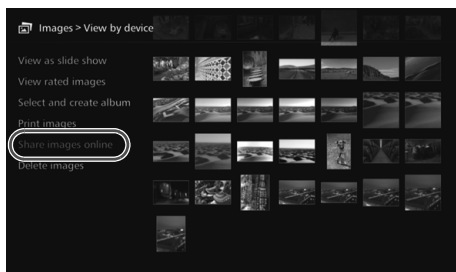 Images > View by device
View as slide show
View rated images
Select and create album
Print images
Share images online
Delete images